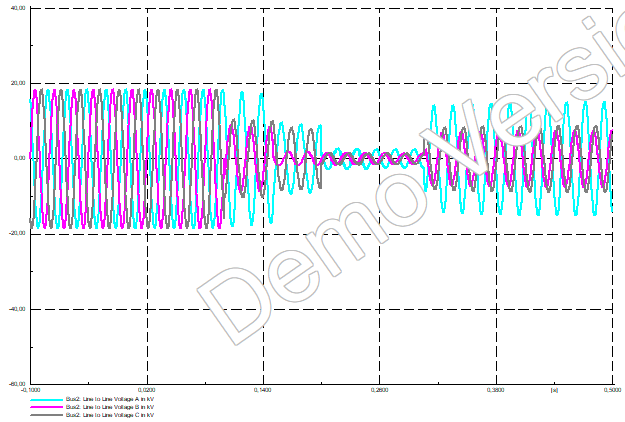 40,00
20,00
0,00
-20,00
-40,00
-60,00
-0,1000 0,0200 0,1400 0,2600 0,3800 [s] 0,5000
Bus2: Line to Line Voltage A in kV
Bus2: Line to Line Voltage B in kV
Bus2: Line to Line Voltage C in kV
Demo Versio